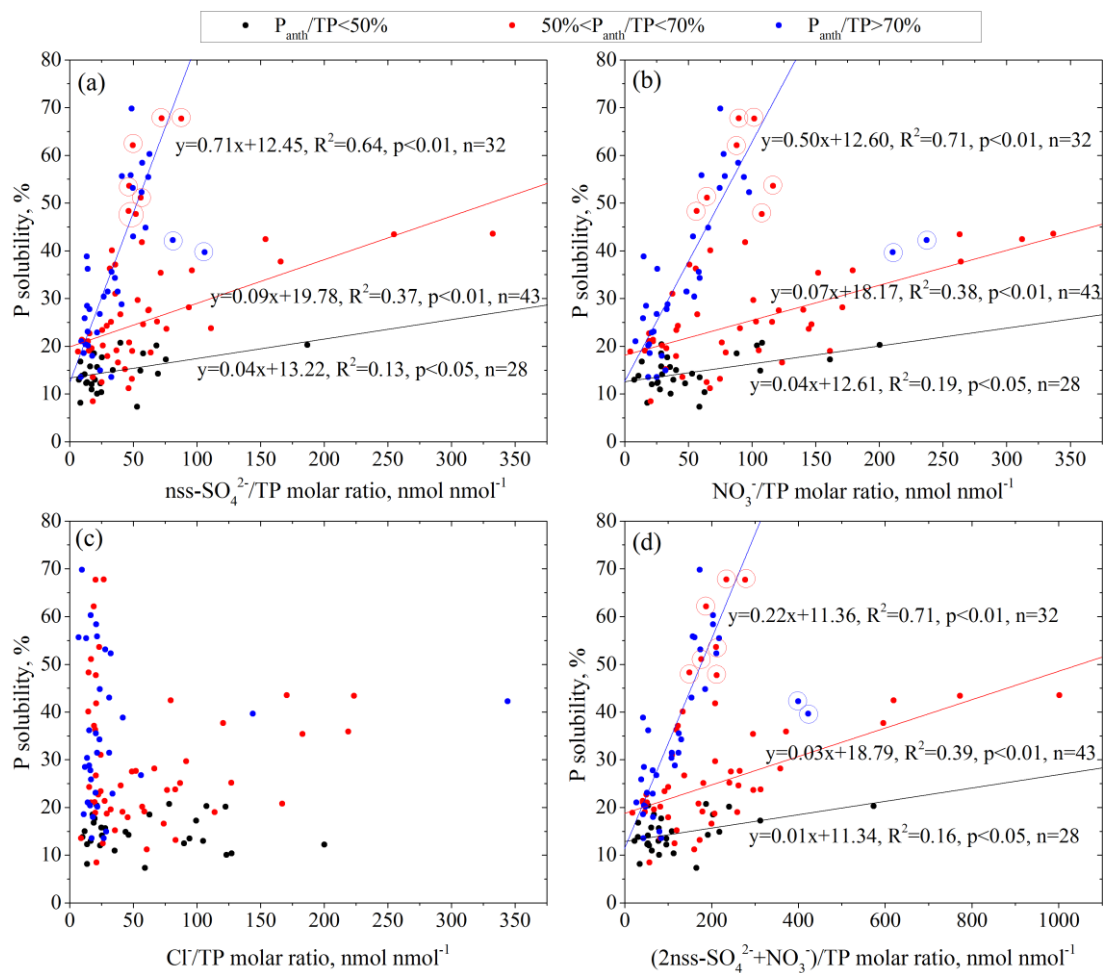 P_anth/TP<50% 50%<P_anth/TP<70% P_anth/TP>70%
(a)
P solubility, %
80
70
60
50
40
30
20
10
0
y=0.71x+12.45, R²=0.64, p<0.01, n=32
y=0.09x+19.78, R²=0.37, p<0.01, n=43
y=0.04x+13.22, R²=0.13, p<0.05, n=28
0 50 100 150 200 250 300 350
nss-SO₄²⁻/TP molar ratio, nmol nmol⁻¹
(b)
P solubility, %
80
70
60
50
40
30
20
10
0
y=0.50x+12.60, R²=0.71, p<0.01, n=32
y=0.07x+18.17, R²=0.38, p<0.01, n=43
y=0.04x+12.61, R²=0.19, p<0.05, n=28
0 50 100 150 200 250 300 350
NO₃⁻/TP molar ratio, nmol nmol⁻¹
(c)
P solubility, %
80
70
60
50
40
30
20
10
0
0 50 100 150 200 250 300 350
Cl⁻/TP molar ratio, nmol nmol⁻¹
(d)
P solubility, %
80
70
60
50
40
30
20
10
0
y=0.22x+11.36, R²=0.71, p<0.01, n=32
y=0.03x+18.79, R²=0.39, p<0.01, n=43
y=0.01x+11.34, R²=0.16, p<0.05, n=28
0 200 400 600 800 1000
(2nss-SO₄²⁻+NO₃⁻)/TP molar ratio, nmol nmol⁻¹